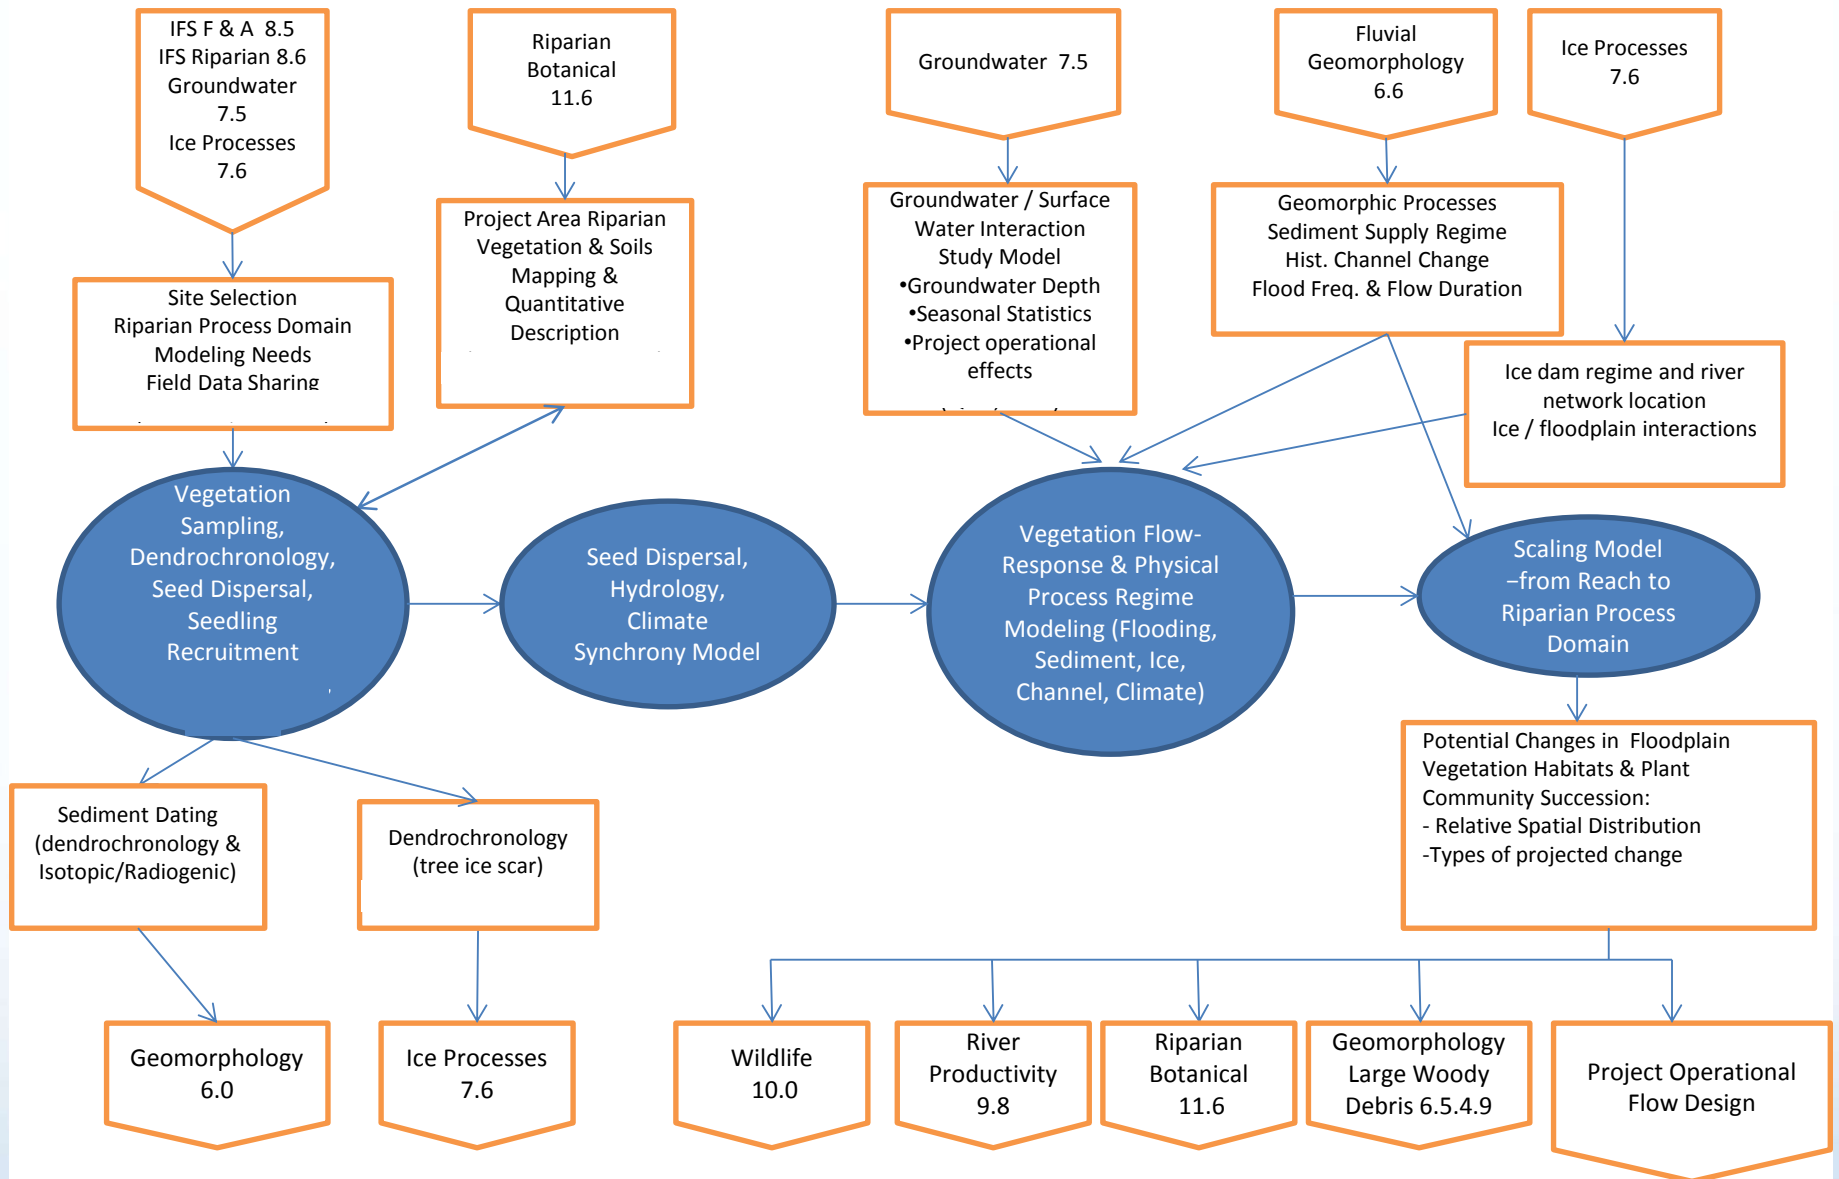 IFS F & A  8.5
IFS Riparian 8.6
Groundwater
7.5
Ice Processes
7.6
Riparian
Botanical
11.6
Groundwater  7.5
Fluvial
Geomorphology
6.6
Ice Processes
7.6
Site Selection
Riparian Process Domain
Modeling Needs
Field Data Sharing
Project Area Riparian
Vegetation & Soils
Mapping &
Quantitative
Description
Groundwater / Surface
Water Interaction
Study Model
•Groundwater Depth
•Seasonal Statistics
•Project operational
effects
Geomorphic Processes
Sediment Supply Regime
Hist. Channel Change
Flood Freq. & Flow Duration
Ice dam regime and river
network location
Ice / floodplain interactions
Vegetation
Sampling,
Dendrochronology,
Seed Dispersal,
Seedling
Recruitment
Seed Dispersal,
Hydrology,
Climate
Synchrony Model
Vegetation Flow-
Response & Physical
Process Regime
Modeling (Flooding,
Sediment, Ice,
Channel, Climate)
Scaling Model
–from Reach to
Riparian Process
Domain
Sediment Dating
(dendrochronology &
Isotopic/Radiogenic)
Dendrochronology
(tree ice scar)
Potential Changes in  Floodplain
Vegetation Habitats & Plant
Community Succession:
- Relative Spatial Distribution
-Types of projected change
Geomorphology
6.0
Ice Processes
7.6
Wildlife
10.0
River
Productivity
9.8
Riparian
Botanical
11.6
Geomorphology
Large Woody
Debris 6.5.4.9
Project Operational
Flow Design